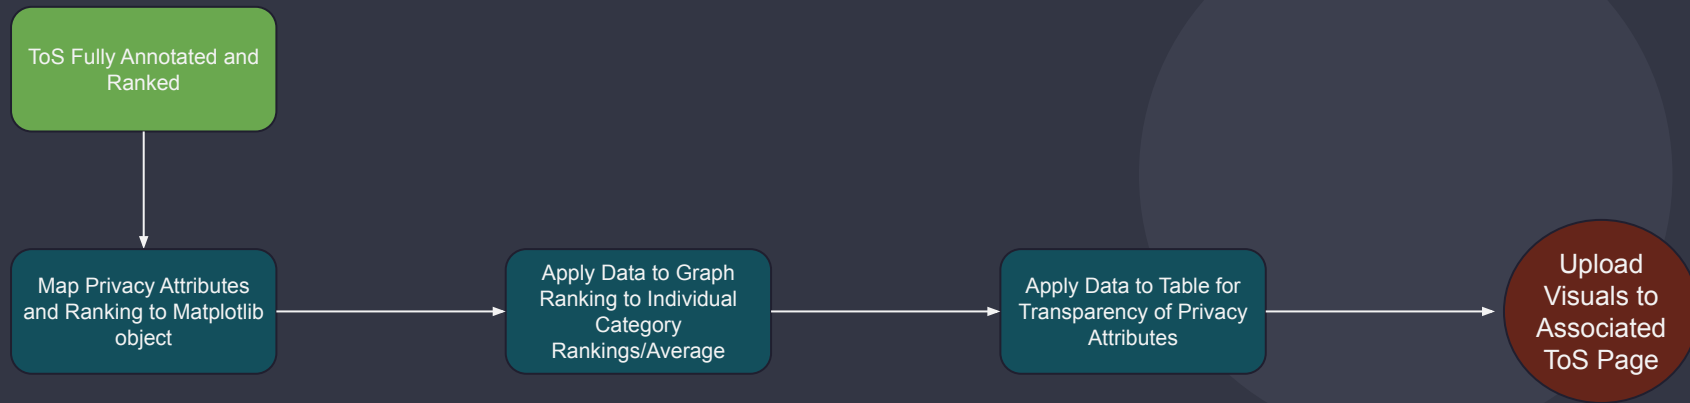 ToS Fully Annotated and
Ranked
Map Privacy Attributes
and Ranking to Matplotlib
object
Apply Data to Graph
Ranking to Individual
Category
Rankings/Average
Apply Data to Table for
Transparency of Privacy
Attributes
Upload
Visuals to
Associated
ToS Page